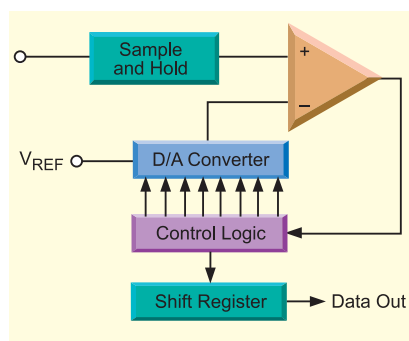 Sample
and Hold
+
−
V_REF
D/A Converter
Control Logic
Shift Register
Data Out